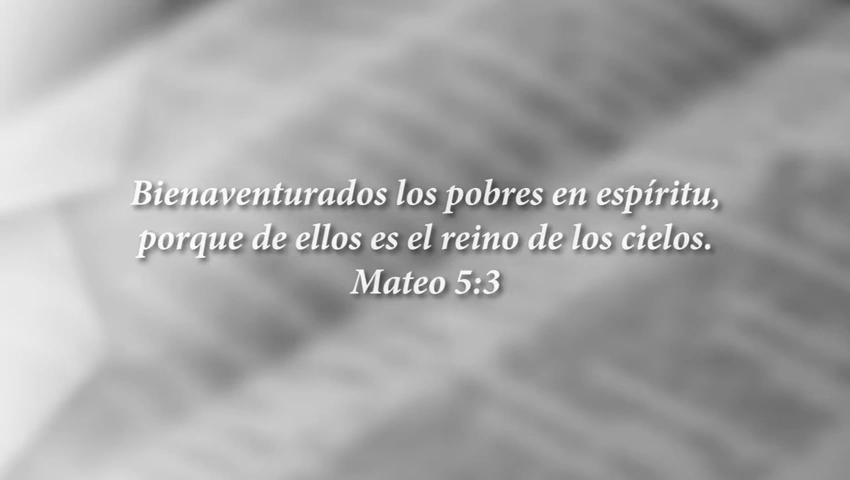 Bienaventurados los pobres en espíritu,
porque de ellos es el reino de los cielos.
Mateo 5:3